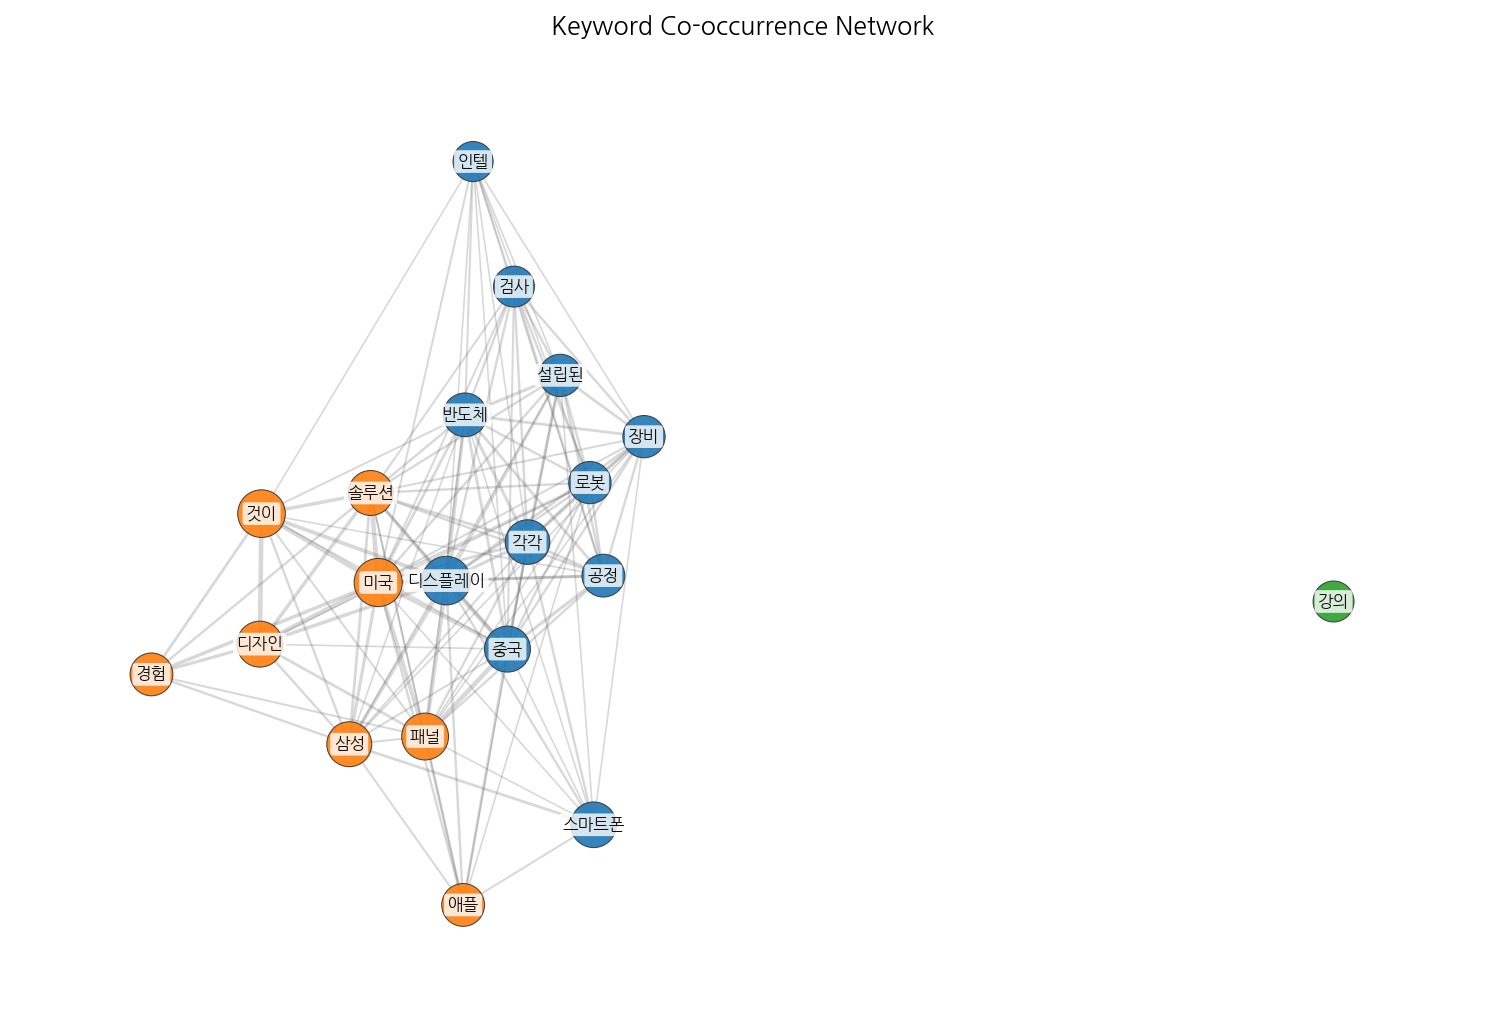 Keyword Co-occurrence Network
인텔
검사
설립된
반도체
장비
로봇
솔루션
것이
각각
공정
미국
디스플레이
강의
디자인
중국
경험
삼성
패널
스마트폰
애플